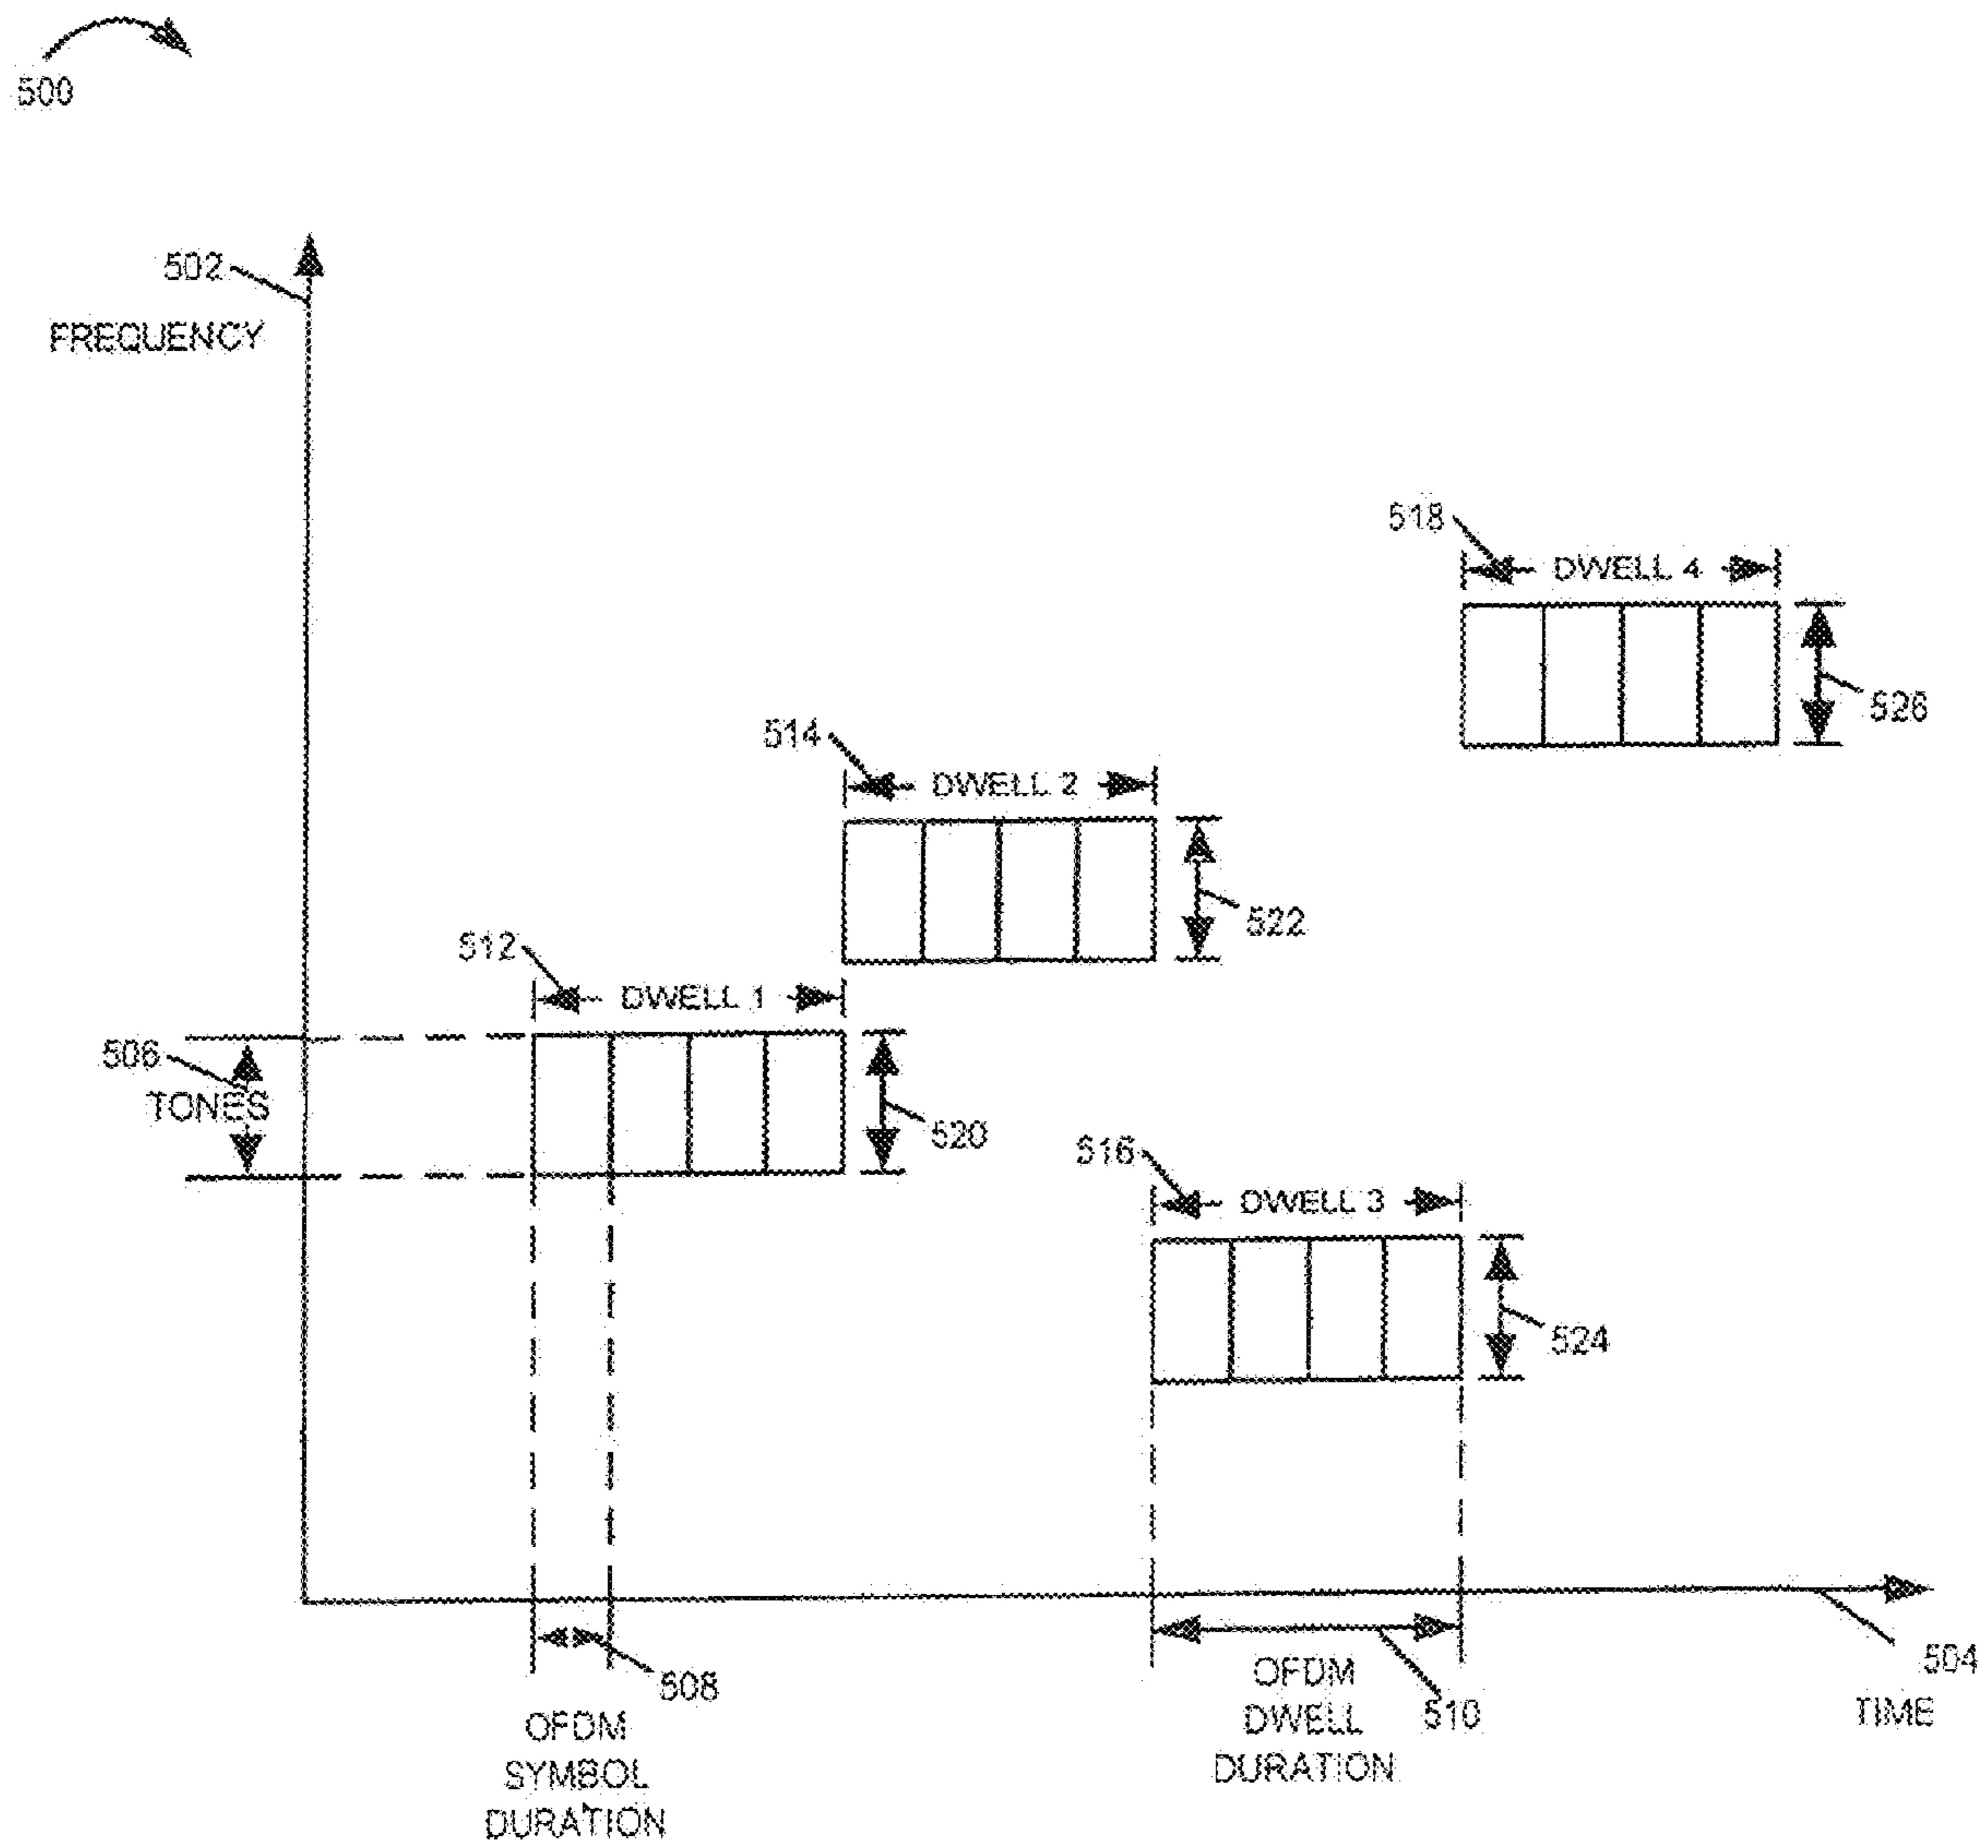 500
502
FREQUENCY
518
DWELL 4
526
514
DWELL 2
522
512
DWELL 1
506
TONES
520
516
DWELL 3
524
508
OFDM
SYMBOL
DURATION
OFDM
DWELL
DURATION
510
504
TIME